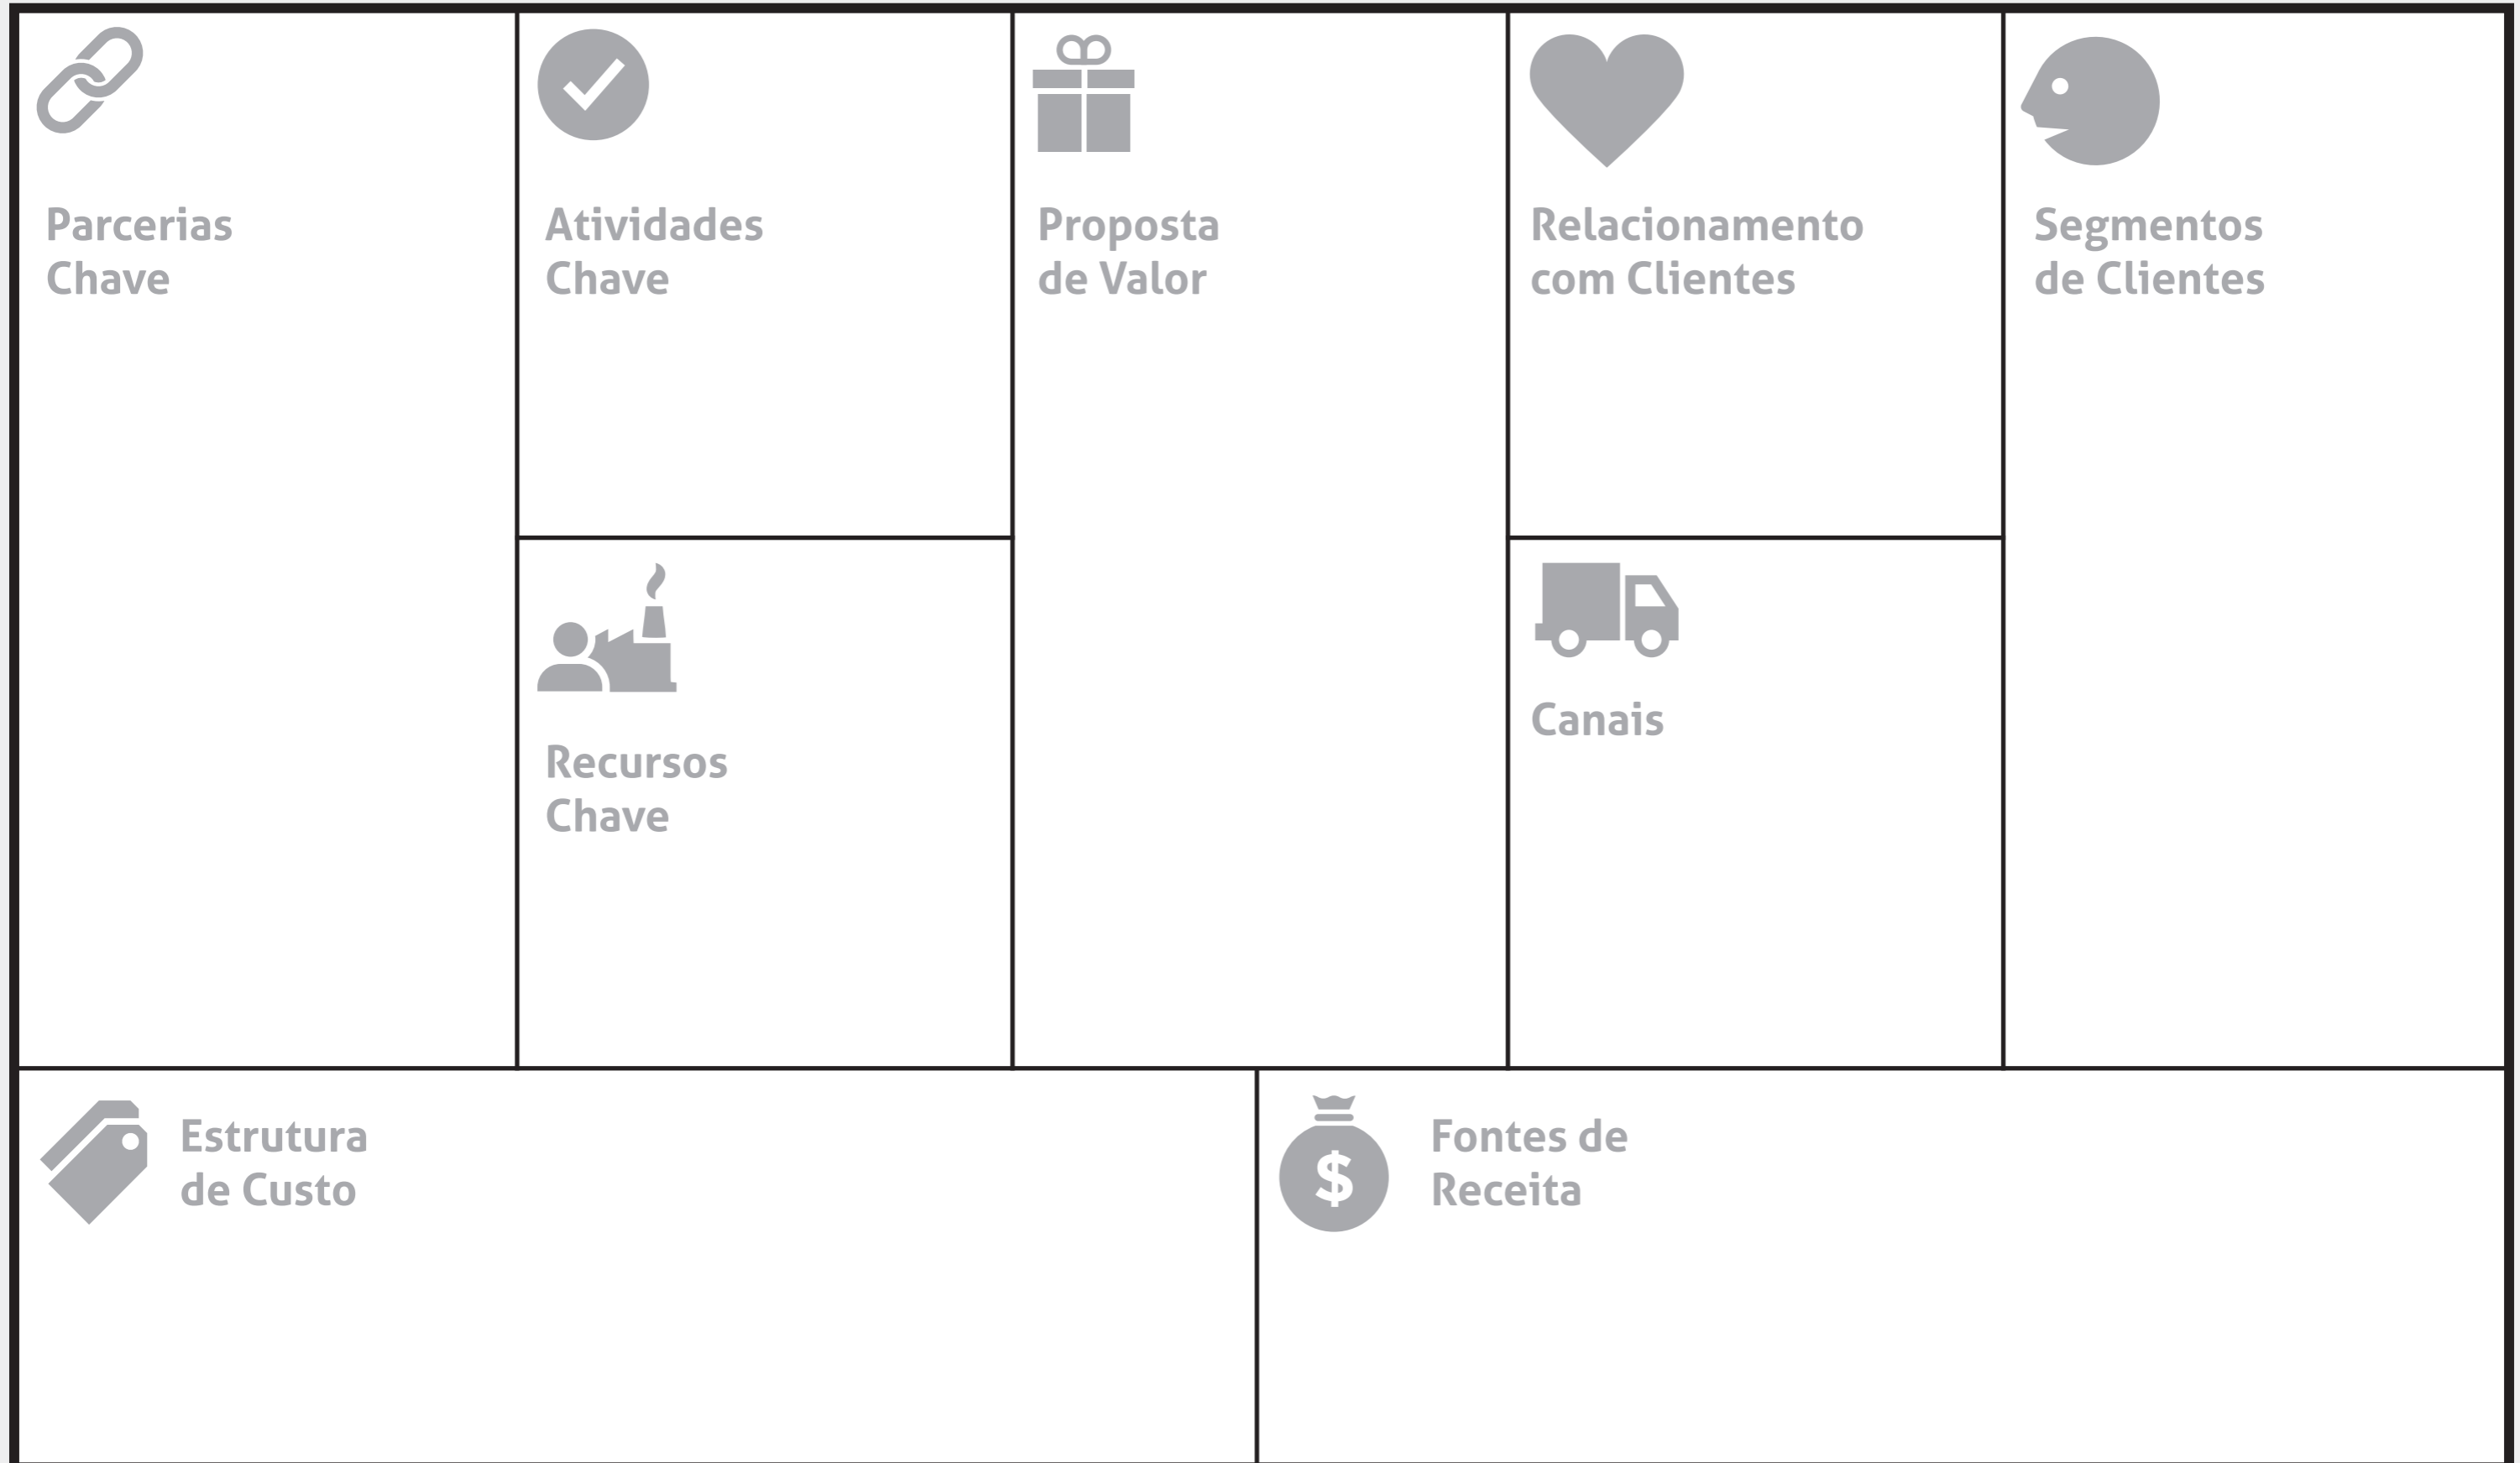 Parcerias
Chave
Atividades
Chave
Recursos
Chave
Proposta
de Valor
Relacionamento
com Clientes
Canais
Segmentos
de Clientes
Estrutura
de Custo
$
Fontes de
Receita